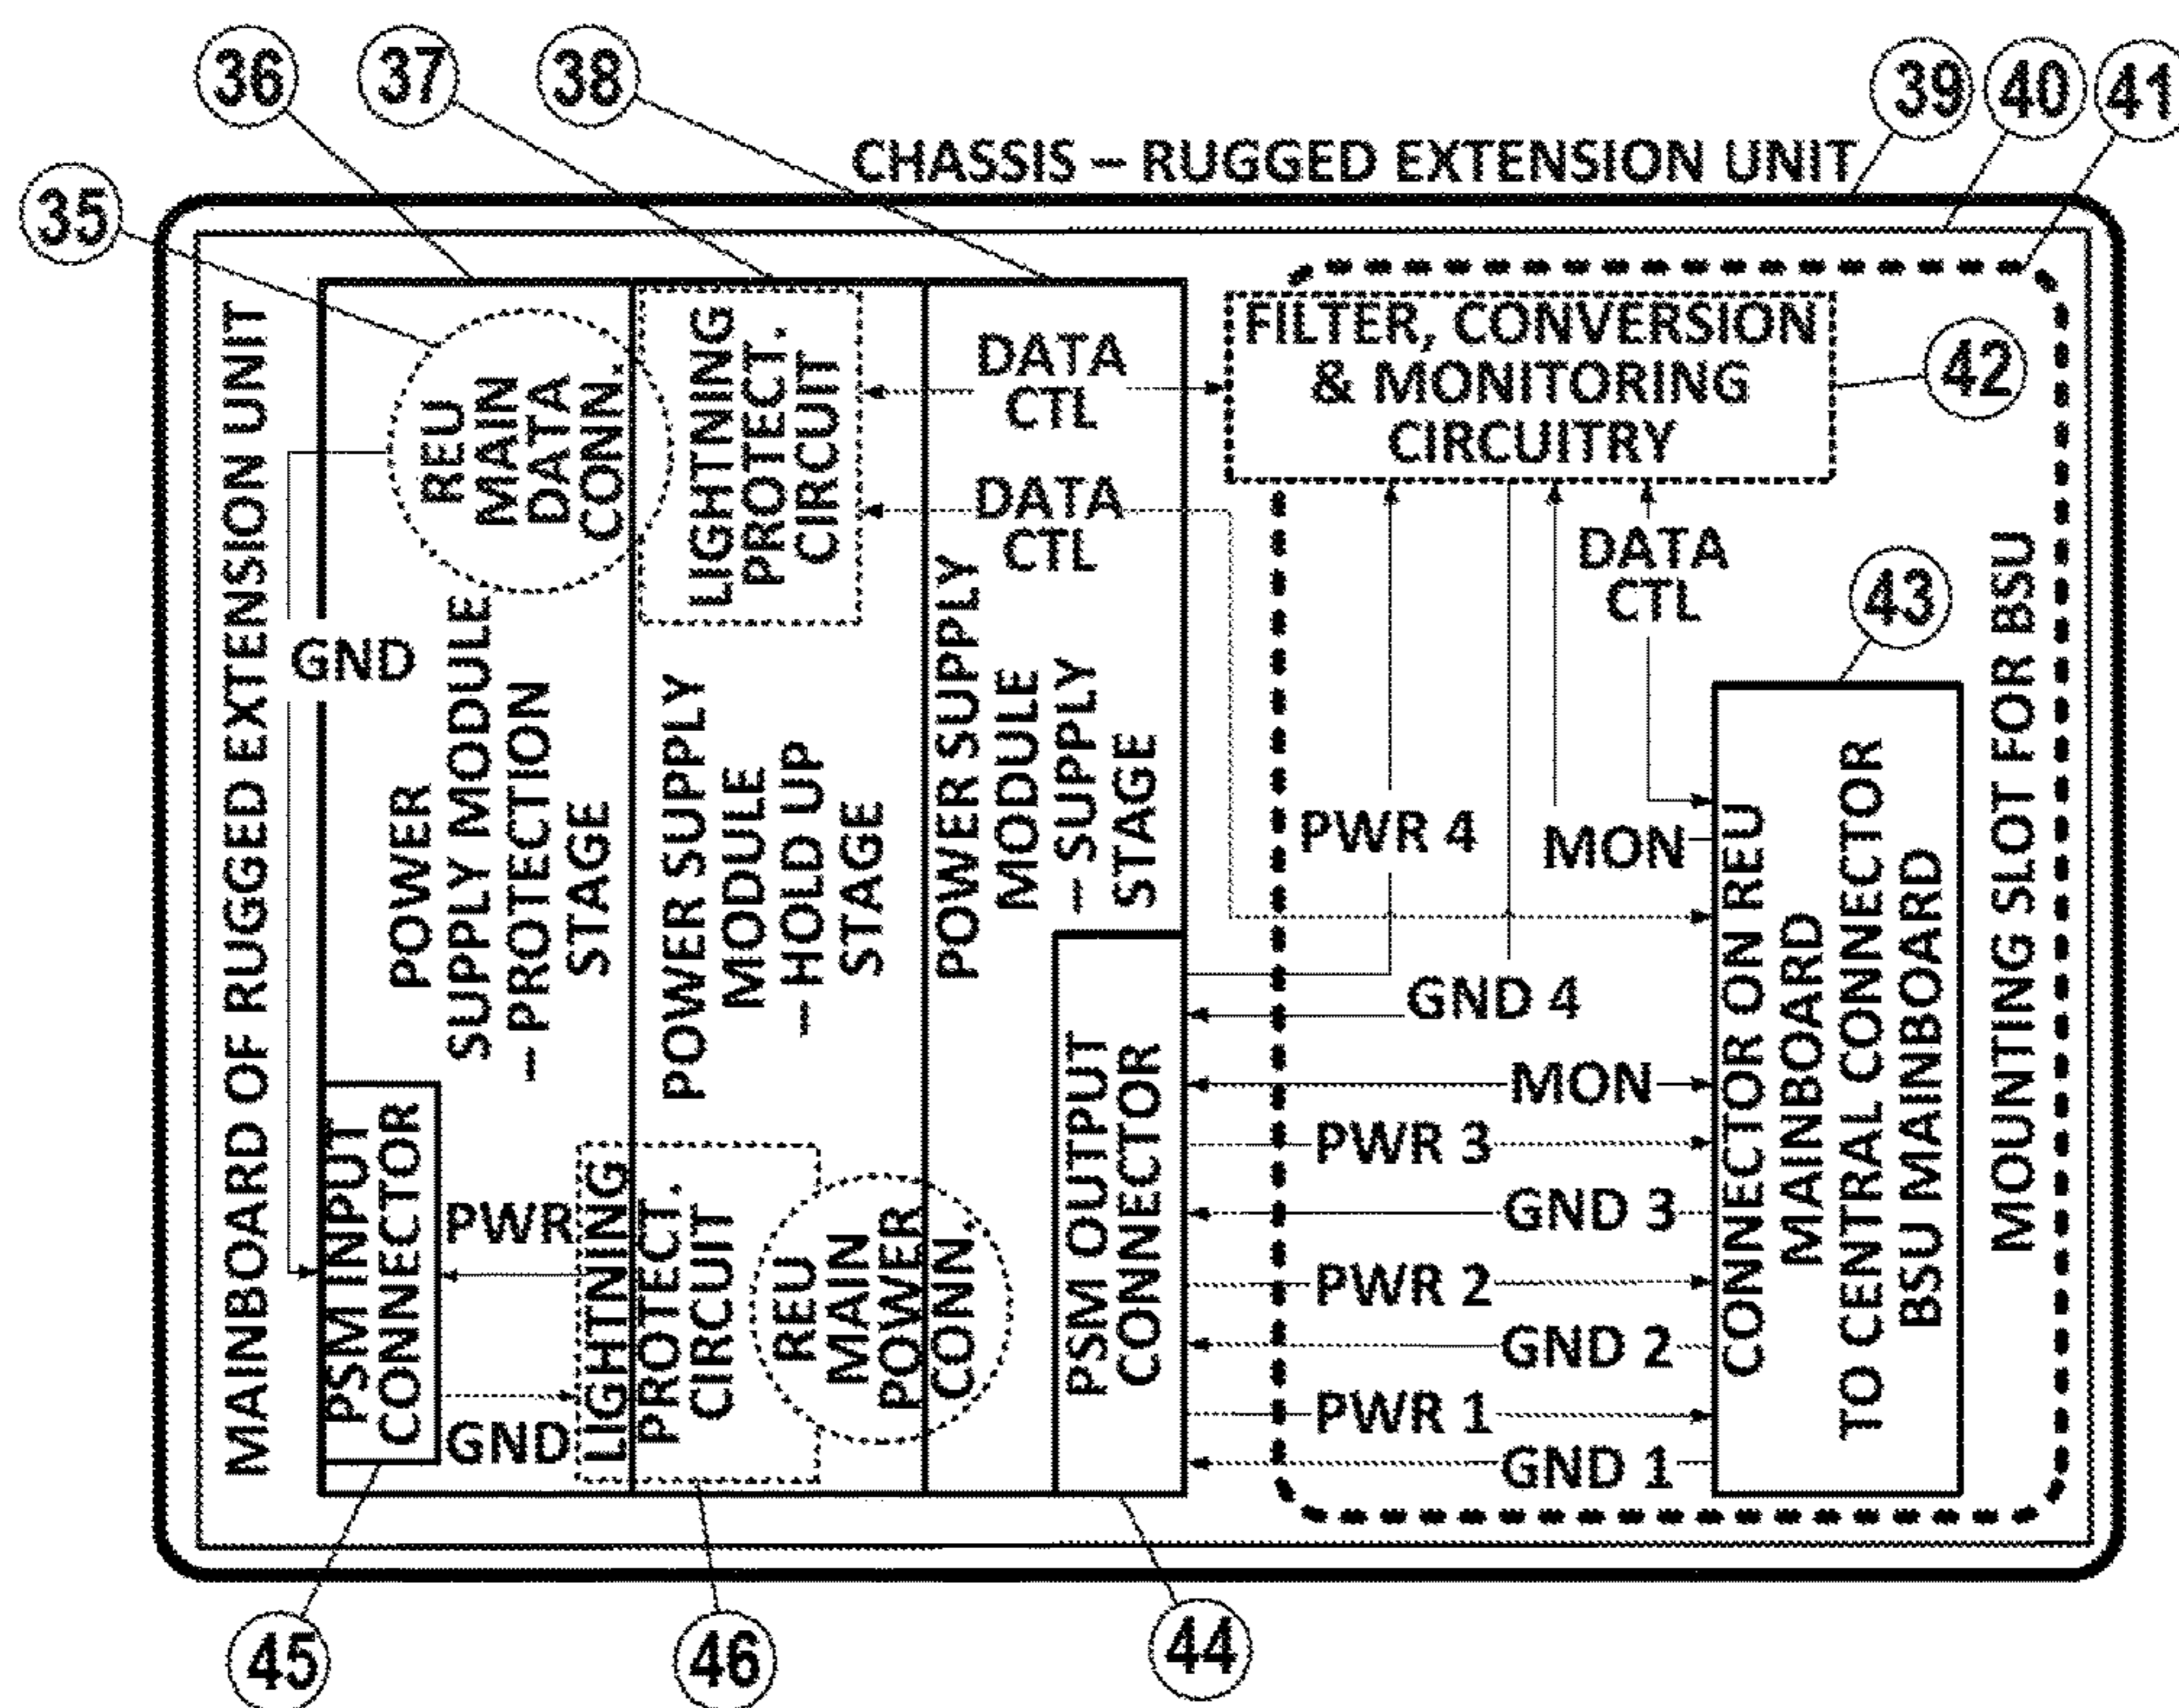 36
37
38
39
40
41
CHASSIS – RUGGED EXTENSION UNIT
35
MAINBOARD OF RUGGED EXTENSION UNIT
REU
MAIN
DATA
CONN.
LIGHTNING
PROTECT.
CIRCUIT
DATA
CTL
DATA
CTL
FILTER, CONVERSION
& MONITORING
CIRCUITRY
42
DATA
CTL
43
GND
POWER
SUPPLY MODULE
– PROTECTION
STAGE
POWER SUPPLY
MODULE
– HOLD UP
STAGE
POWER SUPPLY
MODULE
– SUPPLY
STAGE
PWR 4
MON
GND 4
MON
PWR 3
GND 3
PWR 2
GND 2
PWR 1
GND 1
CONNECTOR ON REU
MAINBOARD
TO CENTRAL CONNECTOR
BSU MAINBOARD
MOUNTING SLOT FOR BSU
PSM INPUT
CONNECTOR
PWR
GND
LIGHTNING
PROTECT.
CIRCUIT
REU
MAIN
POWER
CONN.
PSM OUTPUT
CONNECTOR
45
46
44